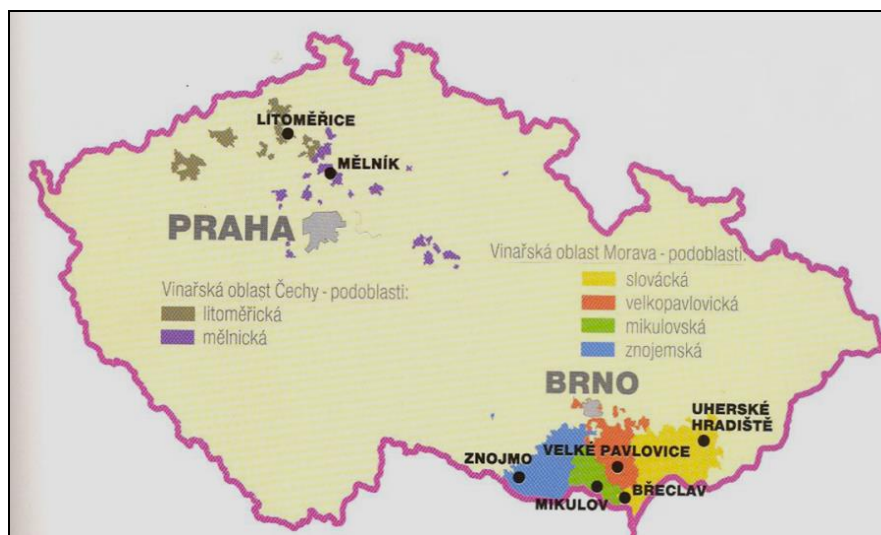 LITOMĚŘICE
MĚLNÍK
PRAHA
Vinařská oblast Čechy - podoblasti:
litoměřická
mělnická
Vinařská oblast Morava - podoblasti:
slovácká
velkopavlovická
mikulovská
znojemská
BRNO
UHERSKÉ
HRADIŠTĚ
ZNOJMO
VELKÉ PAVLOVICE
MIKULOV
BŘECLAV